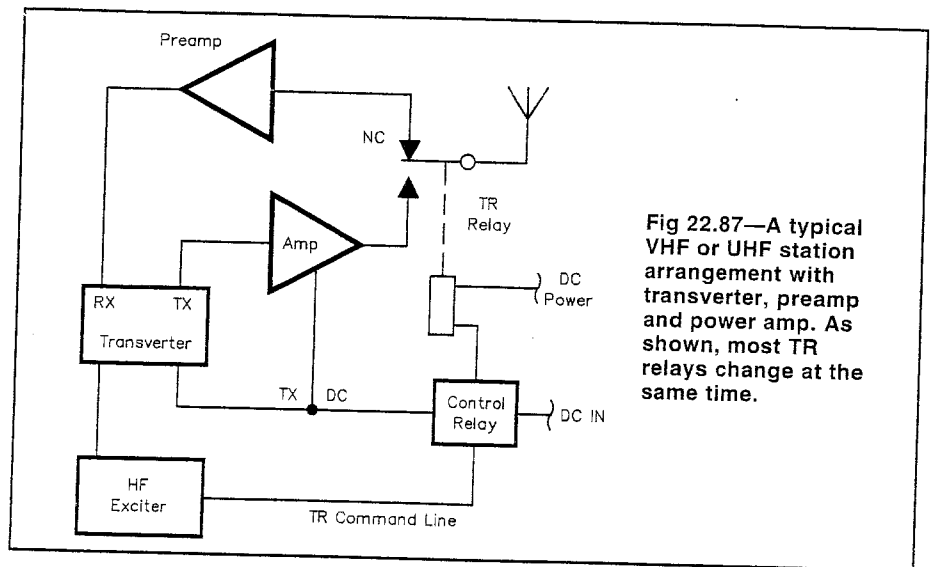 Preamp
NC
TR
Relay
Amp
DC
Power
RX TX
Transverter
TX DC
Control
Relay
DC IN
HF
Exciter
TR Command Line
Fig 22.87—A typical
VHF or UHF station
arrangement with
transverter, preamp
and power amp. As
shown, most TR
relays change at the
same time.